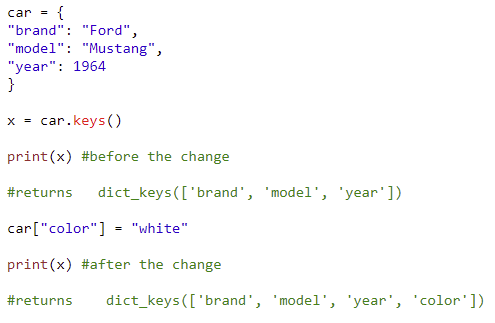 car = {
"brand": "Ford",
"model": "Mustang",
"year": 1964
}
x = car.keys()
print(x) #before the change
#returns   dict_keys(['brand', 'model', 'year'])
car["color"] = "white"
print(x) #after the change
#returns    dict_keys(['brand', 'model', 'year', 'color'])